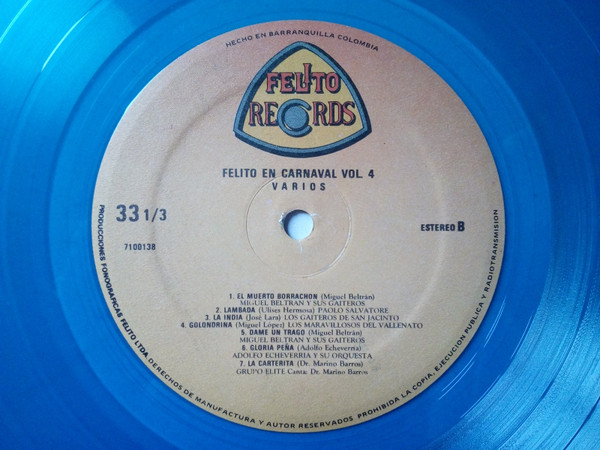 HECHO EN BARRANQUILLA COLOMBIA
FELITO
RECORDS
FELITO EN CARNAVAL VOL. 4
VARIOS
33 1/3
ESTEREO B
7100138
1. EL MUERTO BORRACHON (Miguel Beltrán)
MIGUEL BELTRAN Y SUS GAITEROS
2. LAMBADA (Ulises Hermosa) PAOLO SALVATORE
3. LA INDIA (José Lara) LOS GAITEROS DE SAN JACINTO
4. GOLONDRINA (Miguel López) LOS MARAVILLOSOS DEL VALLENATO
5. DAME UN TRAGO (Miguel Beltrán)
MIGUEL BELTRAN Y SUS GAITEROS
6. GLORIA PEÑA (Adolfo Echeverria)
ADOLFO ECHEVERRIA Y SU ORQUESTA
7. LA CARTERITA (Dr. Marino Barros)
GRUPO ELITE Canta: Dr. Marino Barros
PRODUCCIONES FONOGRAFICAS FELITO LTDA. DERECHOS DE MANUFACTURA Y AUTOR RESERVADOS PROHIBIDA LA COPIA, EJECUCION PUBLICA Y RADIOTRANSMISION